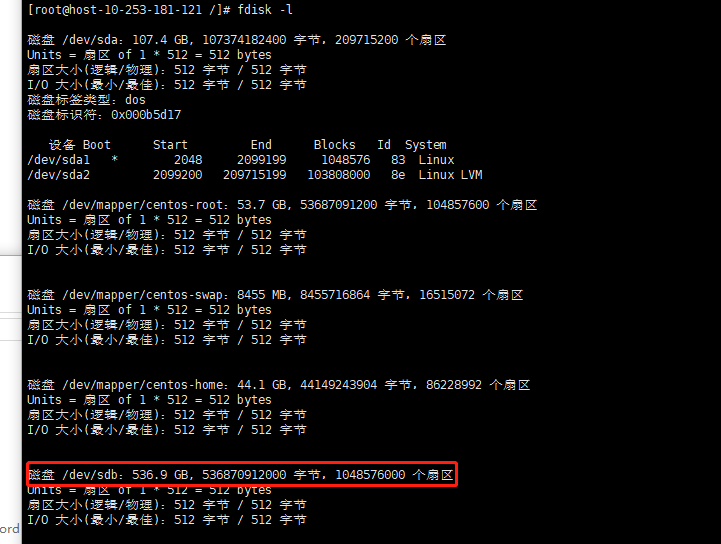 [root@host-10-253-181-121 /]# fdisk -l
磁盘 /dev/sda：107.4 GB, 107374182400 字节，209715200 个扇区
Units = 扇区 of 1 * 512 = 512 bytes
扇区大小(逻辑/物理)：512 字节 / 512 字节
I/O 大小(最小/最佳)：512 字节 / 512 字节
磁盘标签类型：dos
磁盘标识符：0x000b5d17
设备 Boot      Start         End      Blocks   Id  System
/dev/sda1   *        2048     2099199     1048576   83  Linux
/dev/sda2         2099200   209715199   103808000   8e  Linux LVM
磁盘 /dev/mapper/centos-root：53.7 GB, 53687091200 字节，104857600 个扇区
Units = 扇区 of 1 * 512 = 512 bytes
扇区大小(逻辑/物理)：512 字节 / 512 字节
I/O 大小(最小/最佳)：512 字节 / 512 字节
磁盘 /dev/mapper/centos-swap：8455 MB, 8455716864 字节，16515072 个扇区
Units = 扇区 of 1 * 512 = 512 bytes
扇区大小(逻辑/物理)：512 字节 / 512 字节
I/O 大小(最小/最佳)：512 字节 / 512 字节
磁盘 /dev/mapper/centos-home：44.1 GB, 44149243904 字节，86228992 个扇区
Units = 扇区 of 1 * 512 = 512 bytes
扇区大小(逻辑/物理)：512 字节 / 512 字节
I/O 大小(最小/最佳)：512 字节 / 512 字节
磁盘 /dev/sdb：536.9 GB, 536870912000 字节，1048576000 个扇区
Units = 扇区 of 1 * 512 = 512 bytes
扇区大小(逻辑/物理)：512 字节 / 512 字节
I/O 大小(最小/最佳)：512 字节 / 512 字节
ord